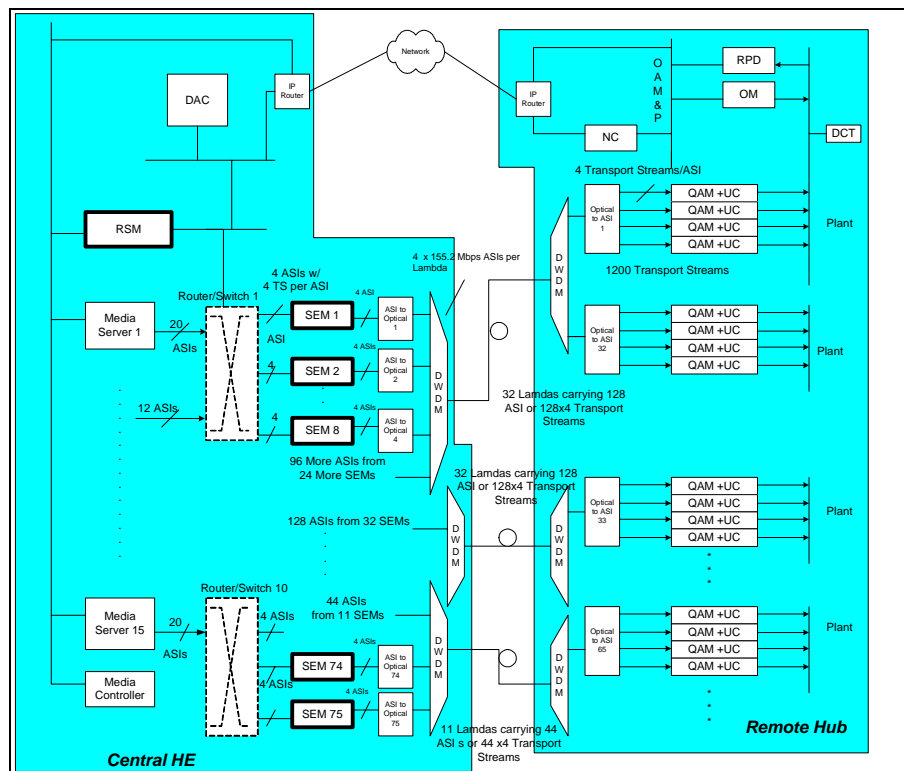 Network
IP
Router
DAC
RSM
4 ASIs w/
4 TS per ASI
Router/Switch 1
Media
Server 1
20
ASIs
ASI
SEM 1
4 ASI
ASI to
Optical
1
4
SEM 2
4 ASIs
ASI to
Optical
2
12 ASIs
4
SEM 8
4 ASIs
ASI to
Optical
4
D
W
D
M
4 x 155.2 Mbps ASIs per
Lambda
96 More ASIs from
24 More SEMs
128 ASIs from 32 SEMs
D
W
D
M
Router/Switch 10
Media
Server 15
20
ASIs
4 ASIs
44 ASIs
from 11 SEMs
Media
Controller
4 ASIs
SEM 74
4 ASIs
ASI to
Optical
74
SEM 75
4 ASIs
ASI to
Optical
75
D
W
D
M
Central HE
32 Lamdas carrying 128
ASI or 128x4 Transport
Streams
32 Lamdas carrying 128
ASI or 128x4 Transport
Streams
11 Lamdas carrying 44
ASI s or 44 x4 Transport
Streams
IP
Router
NC
O
A
M
&
P
RPD
OM
DCT
4 Transport Streams/ASI
D
W
D
M
Optical
to ASI
1
QAM +UC
QAM +UC
QAM +UC
QAM +UC
Plant
1200 Transport Streams
Optical
to ASI
32
QAM +UC
QAM +UC
QAM +UC
QAM +UC
Plant
D
W
D
M
Optical
to ASI
33
QAM +UC
QAM +UC
QAM +UC
QAM +UC
Plant
D
W
D
M
Optical
to ASI
65
QAM +UC
QAM +UC
QAM +UC
QAM +UC
Plant
Remote Hub